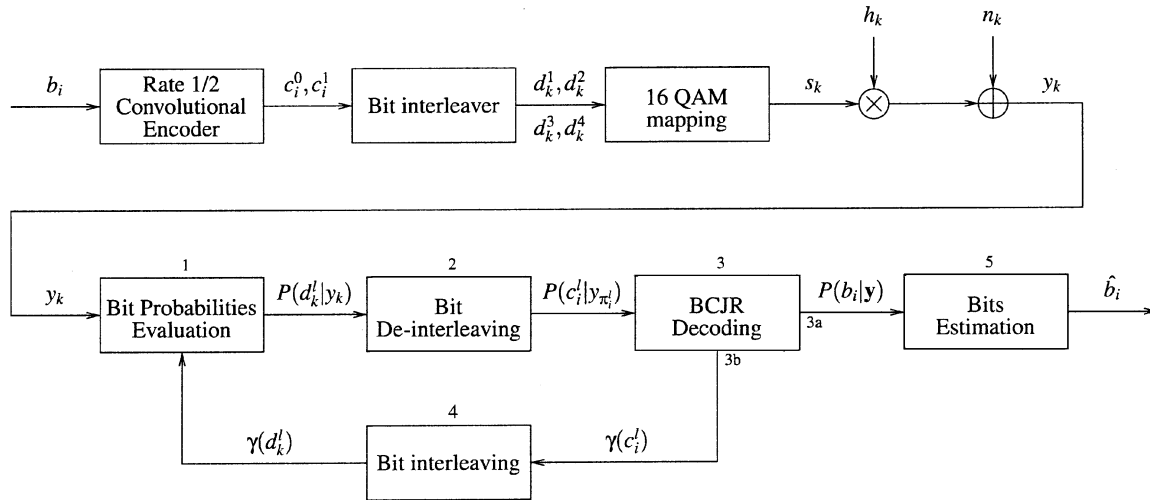 h_k
n_k
b_i
Rate 1/2
Convolutional
Encoder
c_i^0, c_i^1
Bit interleaver
d_k^1, d_k^2
d_k^3, d_k^4
16 QAM
mapping
s_k
y_k
1
2
3
5
y_k
Bit Probabilities
Evaluation
P(d_k^l|y_k)
Bit
De-interleaving
P(c_i^l|y_{π_i^l})
BCJR
Decoding
3a
3b
P(b_i|𝐲)
Bits
Estimation
\hat{b}_i
4
γ(d_k^l)
Bit interleaving
γ(c_i^l)